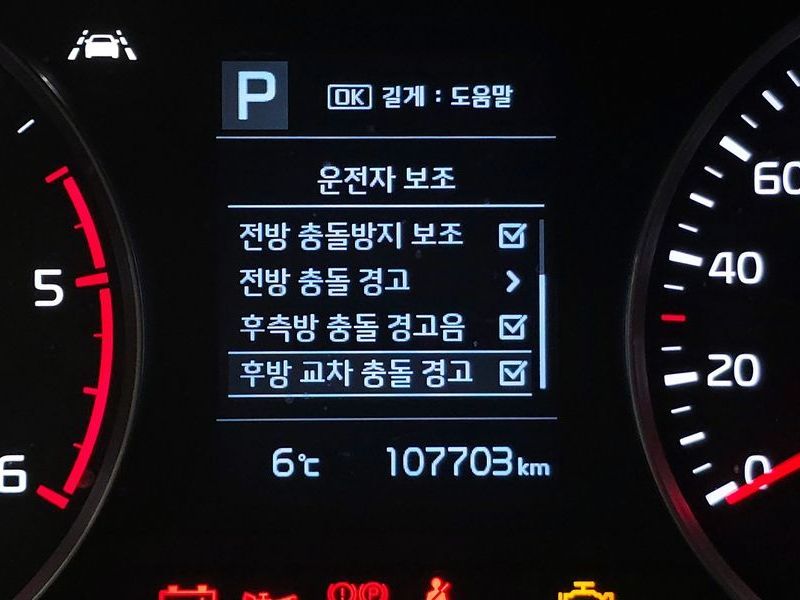 P
OK 길게 : 도움말
운전자 보조
전방 충돌방지 보조
전방 충돌 경고
후측방 충돌 경고음
후방 교차 충돌 경고
6℃ 107703 km
5
6
60
40
20
0
P